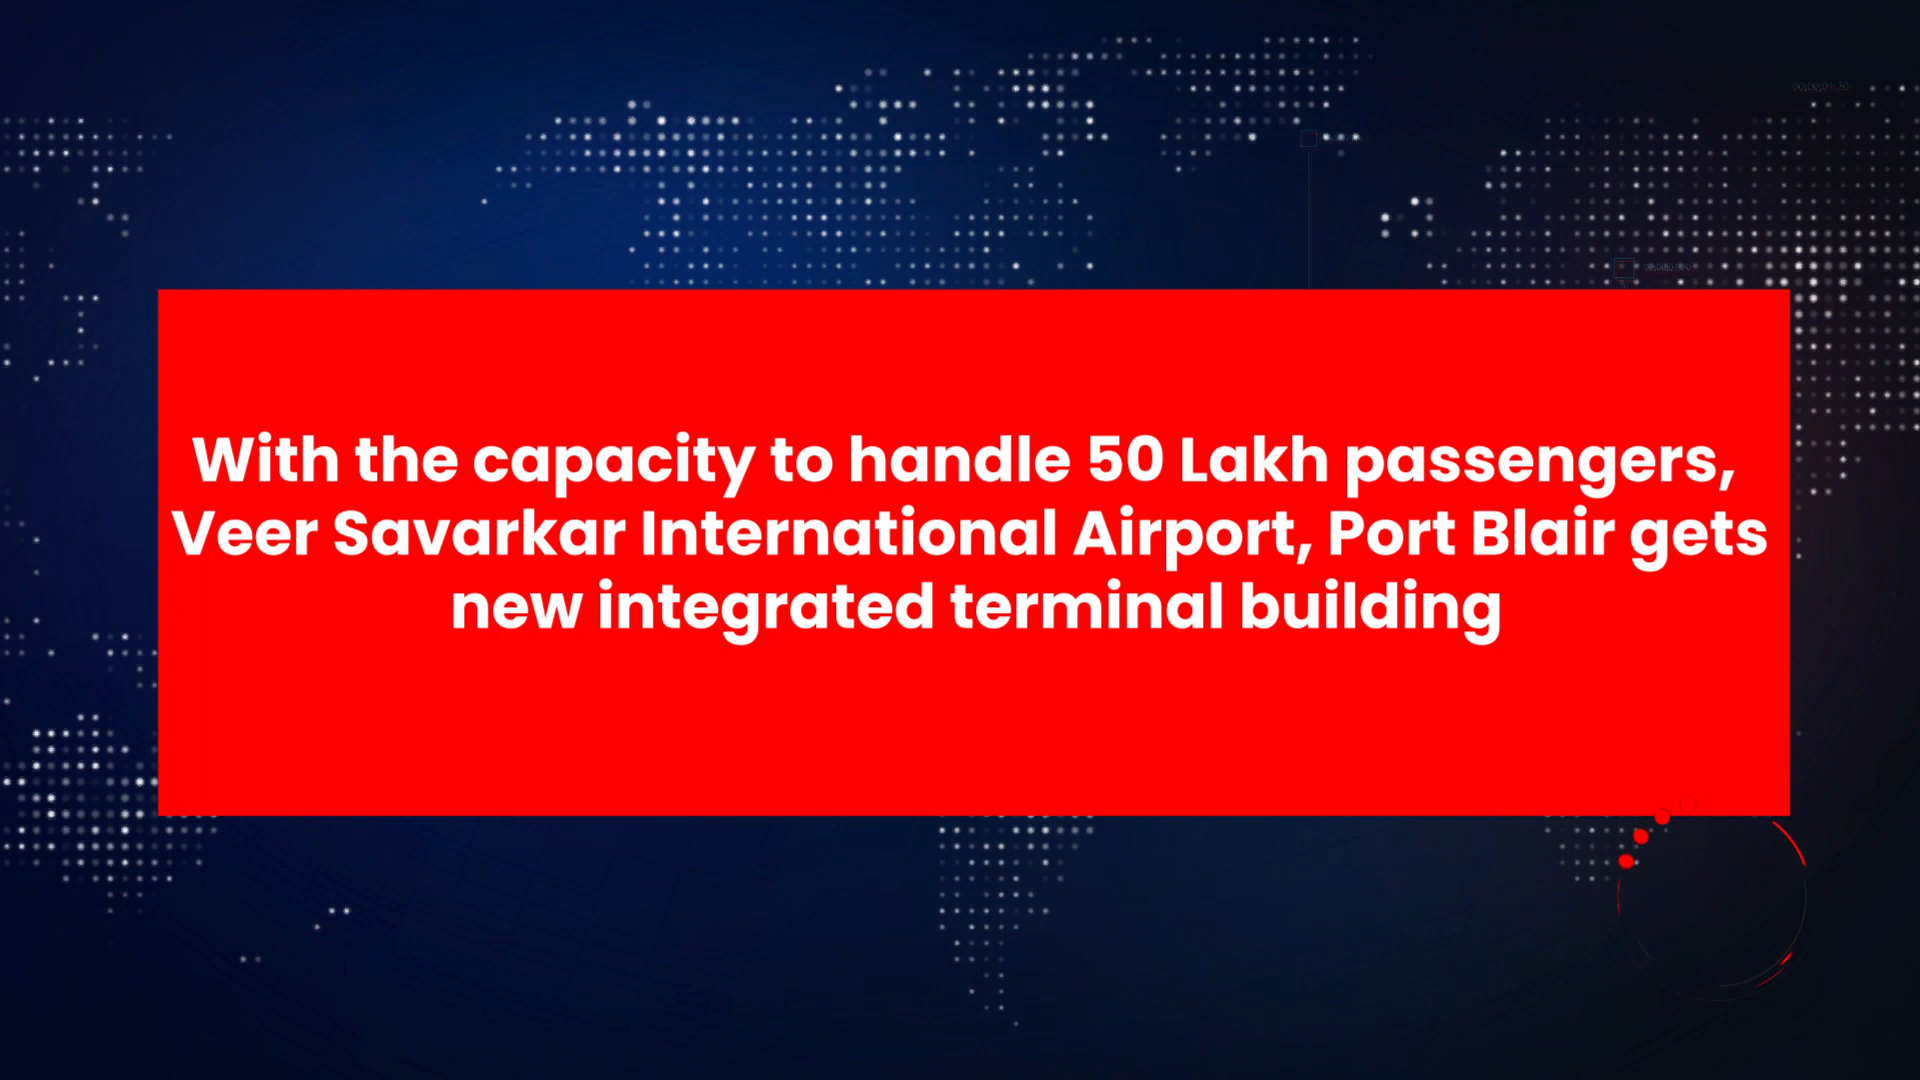 With the capacity to handle 50 Lakh passengers,
Veer Savarkar International Airport, Port Blair gets
new integrated terminal building